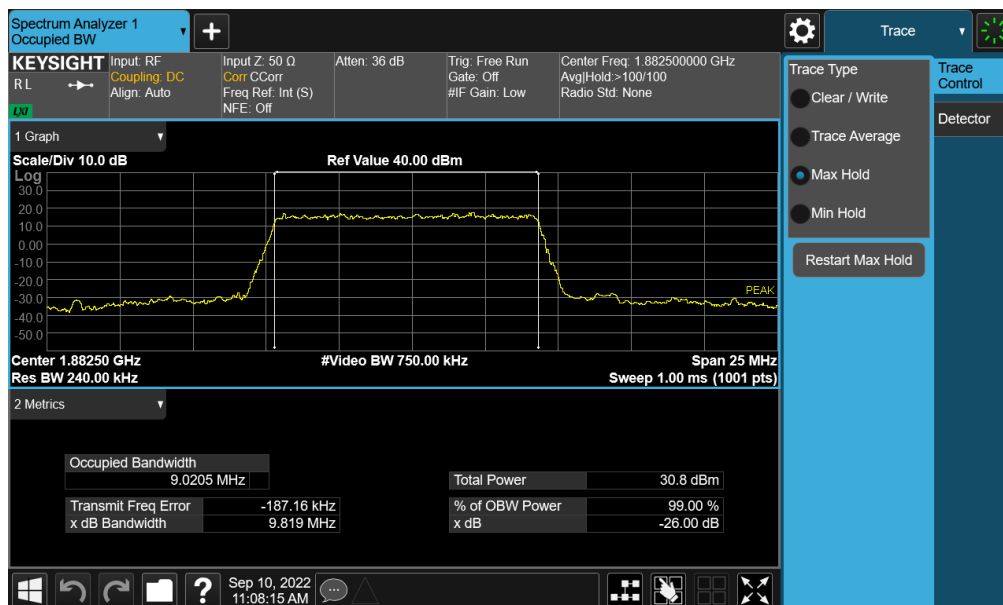 Spectrum Analyzer 1
Occupied BW
+
Trace
KEYSIGHT
R L
LXI
Input: RF
Coupling: DC
Align: Auto
Input Z: 50 Ω
Corr CCorr
Freq Ref: Int (S)
NFE: Off
Atten: 36 dB
Trig: Free Run
Gate: Off
#IF Gain: Low
Center Freq: 1.882500000 GHz
Avg|Hold:>100/100
Radio Std: None
Trace Type
Clear / Write
Trace Average
Max Hold
Min Hold
Restart Max Hold
Trace
Control
Detector
1 Graph
Scale/Div 10.0 dB
Ref Value 40.00 dBm
Log
30.0
20.0
10.0
0.00
-10.0
-20.0
-30.0
-40.0
-50.0
PEAK
Center 1.88250 GHz
#Video BW 750.00 kHz
Span 25 MHz
Res BW 240.00 kHz
Sweep 1.00 ms (1001 pts)
2 Metrics
Occupied Bandwidth
9.0205 MHz
Total Power 30.8 dBm
Transmit Freq Error -187.16 kHz
% of OBW Power 99.00 %
x dB Bandwidth 9.819 MHz
x dB -26.00 dB
?
Sep 10, 2022
11:08:15 AM